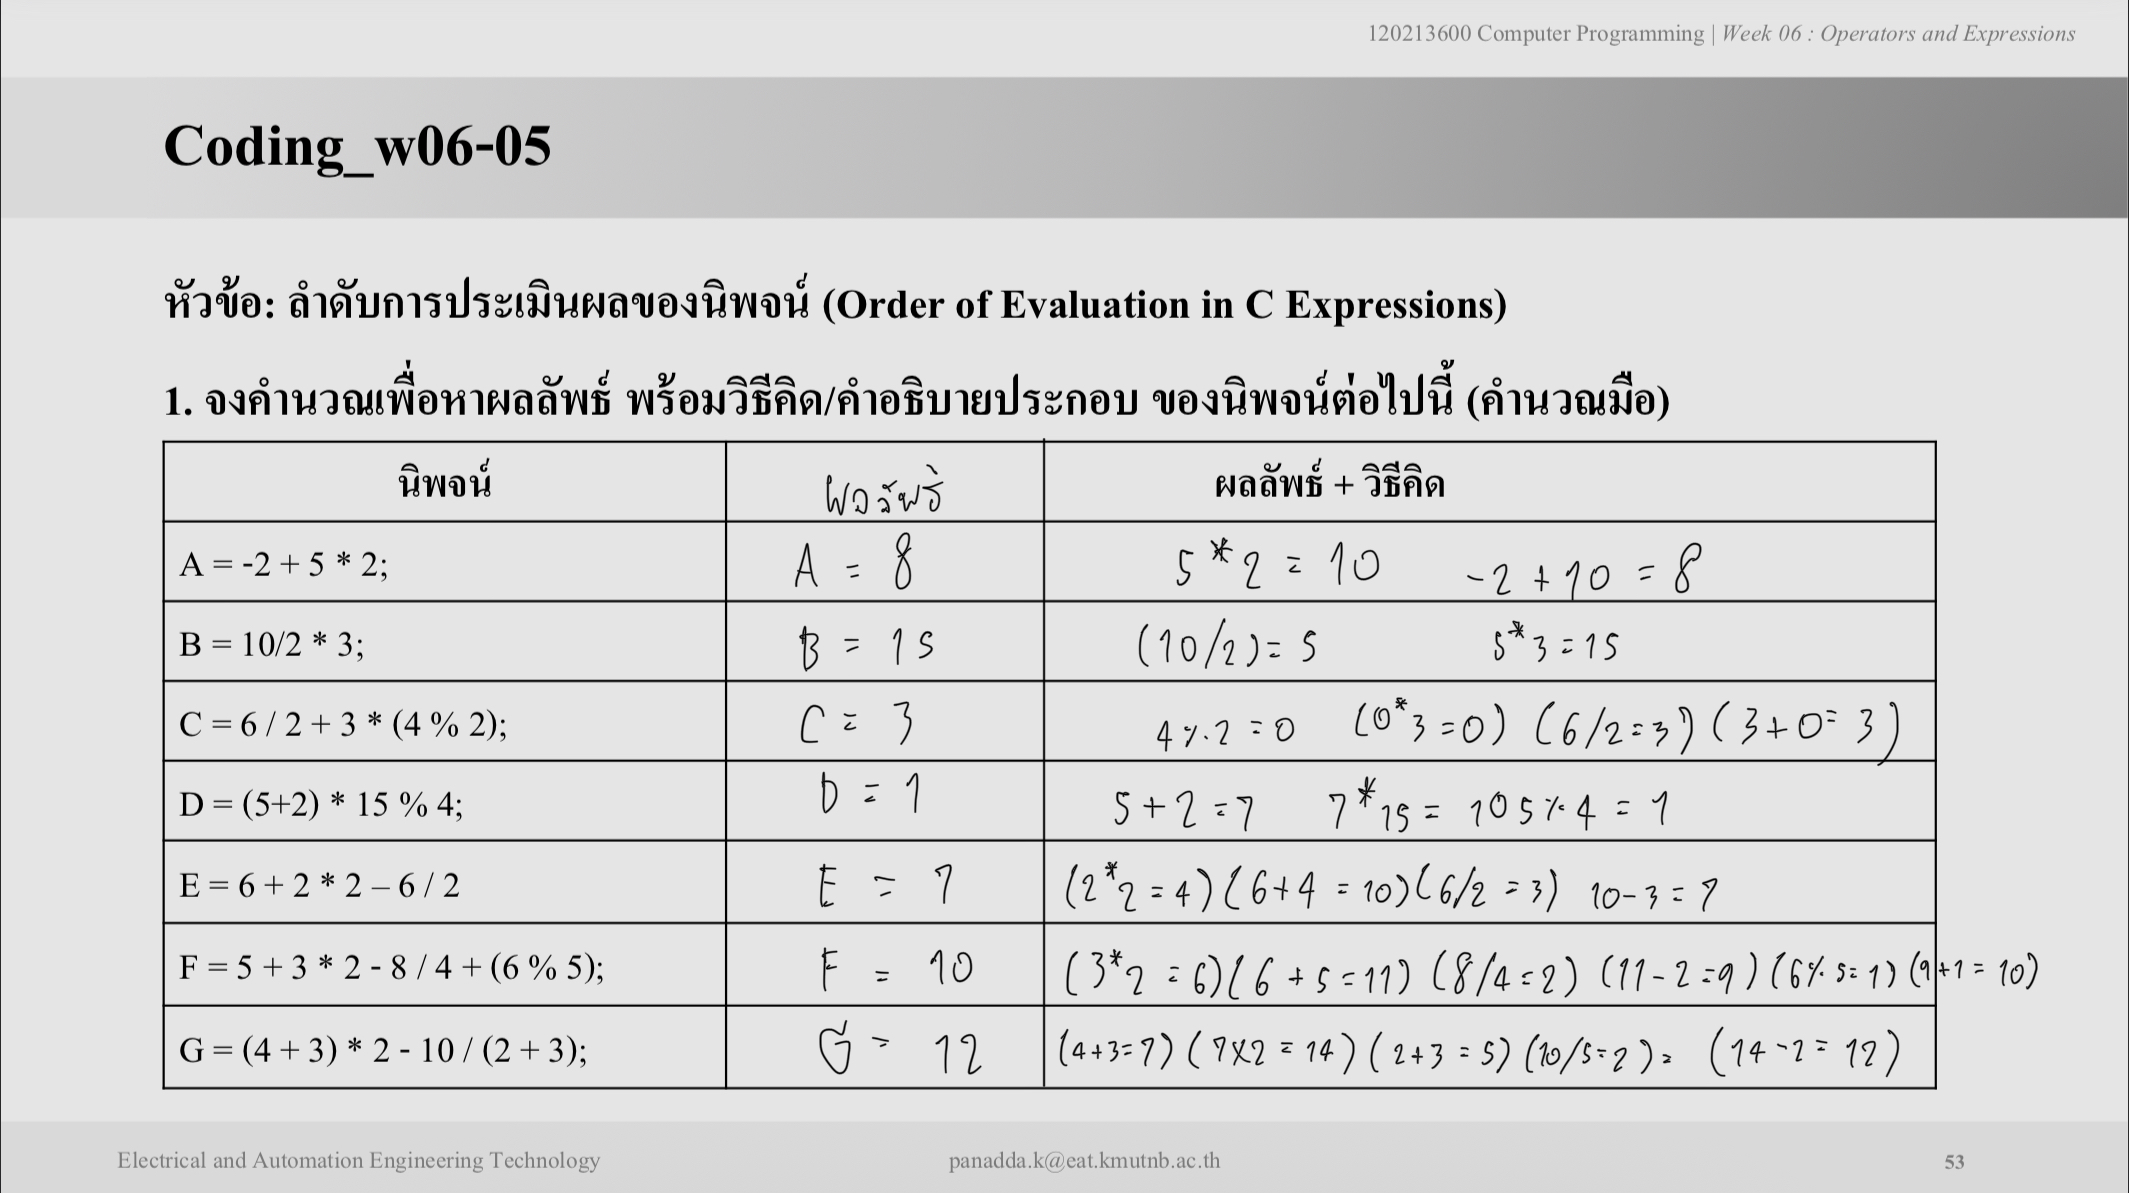 120213600 Computer Programming | Week 06 : Operators and Expressions
Coding_w06-05
หัวข้อ: ลำดับการประเมินผลของนิพจน์ (Order of Evaluation in C Expressions)
1. จงคำนวณเพื่อหาผลลัพธ์ พร้อมวิธีคิด/คำอธิบายประกอบ ของนิพจน์ต่อไปนี้ (คำนวณมือ)
นิพจน์ ผลลัพธ์ ผลลัพธ์ + วิธีคิด
A = -2 + 5 * 2; A = 8 5 * 2 = 10 -2 + 10 = 8
B = 10/2 * 3; B = 15 (10/2) = 5 5*3 = 15
C = 6 / 2 + 3 * (4 % 2); C = 3 4 % 2 = 0 (0*3 = 0) (6/2 = 3) (3+0 = 3)
D = (5+2) * 15 % 4; D = 1 5 + 2 = 7 7 * 15 = 105 % 4 = 1
E = 6 + 2 * 2 – 6 / 2 E = 7 (2*2 = 4) (6+4 = 10) (6/2 = 3) 10-3 = 7
F = 5 + 3 * 2 - 8 / 4 + (6 % 5); F = 10 (3*2 = 6) (6 + 5 = 11) (8/4 = 2) (11-2 = 9) (6 % 5 = 1) (9+1 = 10)
G = (4 + 3) * 2 - 10 / (2 + 3); G = 12 (4+3=7) (7x2 = 14) (2+3 = 5) (10/5=2) = (14-2 = 12)
Electrical and Automation Engineering Technology panadda.k@eat.kmutnb.ac.th 53